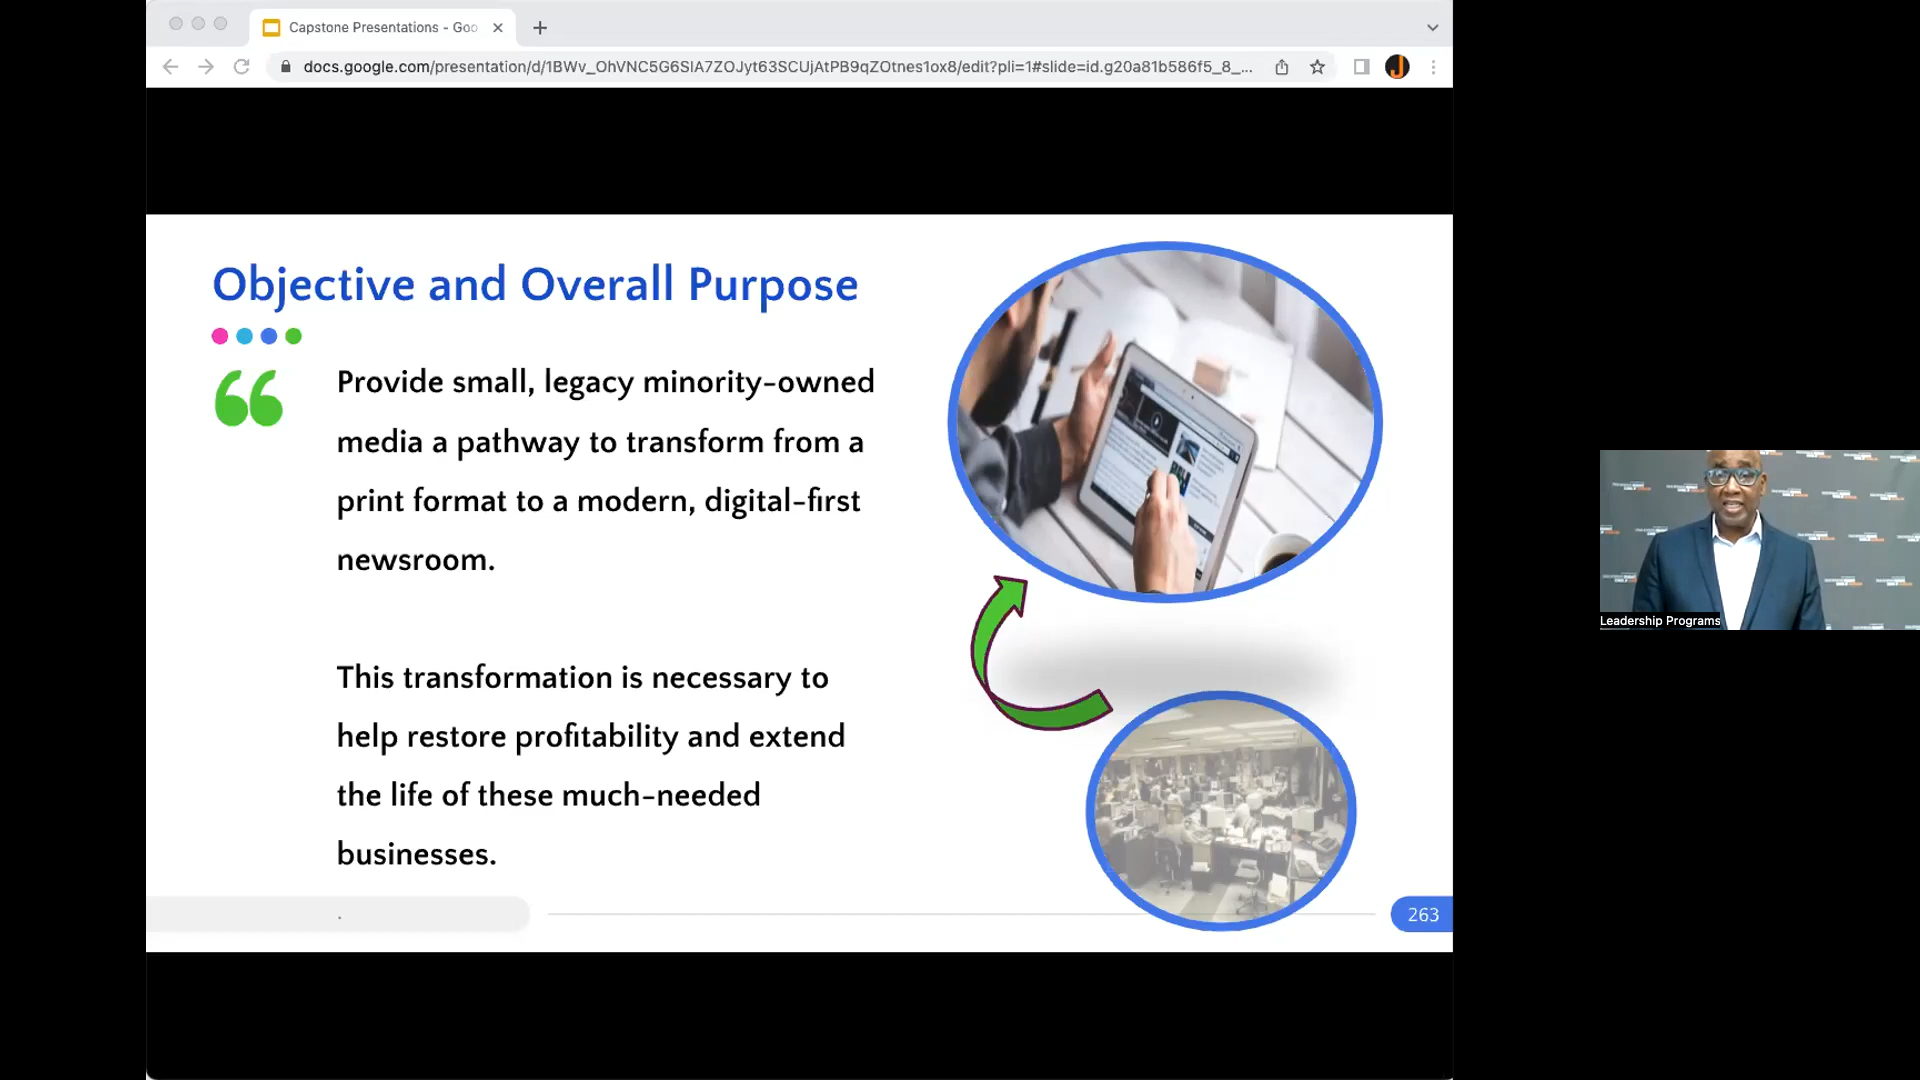 Capstone Presentations - Goo
docs.google.com/presentation/d/1BWv_OhVNC5G6SIA7ZOJyt63SCUjAtPB9qZOtnes1ox8/edit?pli=1#slide=id.g20a81b586f5_8_...
Objective and Overall Purpose
“
Provide small, legacy minority-owned
media a pathway to transform from a
print format to a modern, digital-first
newsroom.
This transformation is necessary to
help restore profitability and extend
the life of these much-needed
businesses.
.
263
Leadership Programs